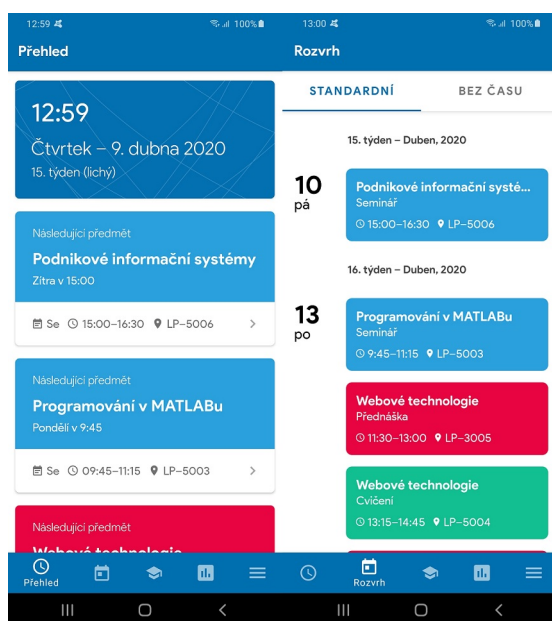 12:59
100%
Přehled
12:59
Čtvrtek – 9. dubna 2020
15. týden (lichý)
Následující předmět
Podnikové informační systémy
Zítra v 15:00
Se 15:00–16:30 LP–5006
Následující předmět
Programování v MATLABu
Pondělí v 9:45
Se 09:45–11:15 LP–5003
Následující předmět
Webové technologie
Přehled
13:00
100%
Rozvrh
STANDARDNÍ BEZ ČASU
15. týden – Duben, 2020
10
pá
Podnikové informační systé...
Seminář
15:00–16:30 LP–5006
16. týden – Duben, 2020
13
po
Programování v MATLABu
Seminář
9:45–11:15 LP–5003
Webové technologie
Přednáška
11:30–13:00 LP–3005
Webové technologie
Cvičení
13:15–14:45 LP–5004
Rozvrh